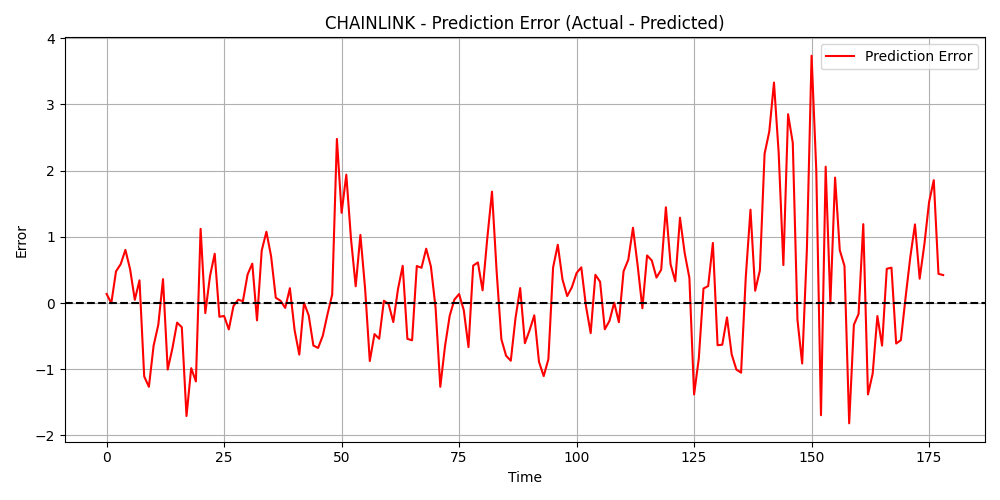 CHAINLINK - Prediction Error (Actual - Predicted)
Prediction Error
Error
4
3
2
1
0
−1
−2
0 25 50 75 100 125 150 175
Time